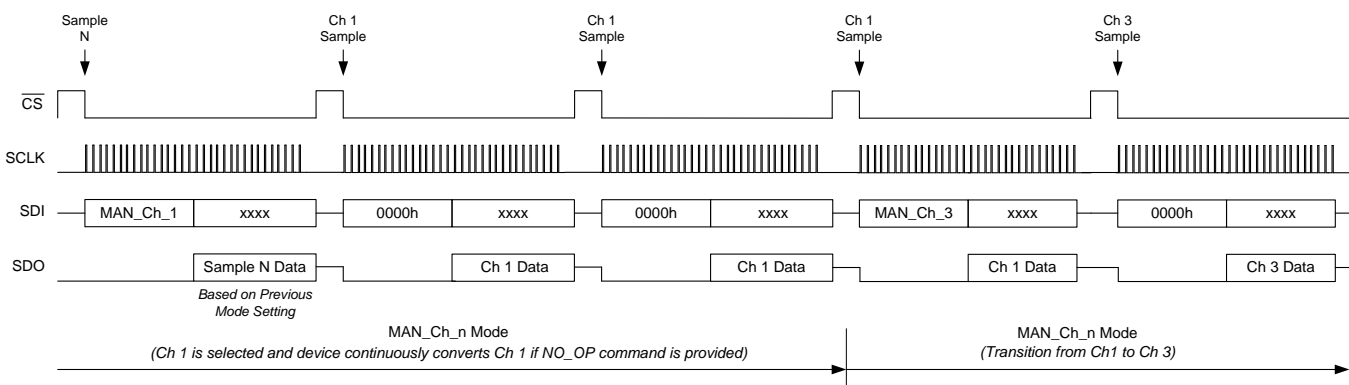 Sample
N
Ch 1
Sample
Ch 1
Sample
Ch 1
Sample
Ch 3
Sample
CS
SCLK
SDI
MAN_Ch_1
xxxx
0000h
xxxx
0000h
xxxx
MAN_Ch_3
xxxx
0000h
xxxx
SDO
Sample N Data
Ch 1 Data
Ch 1 Data
Ch 1 Data
Ch 3 Data
Based on Previous
Mode Setting
MAN_Ch_n Mode
(Ch 1 is selected and device continuously converts Ch 1 if NO_OP command is provided)
MAN_Ch_n Mode
(Transition from Ch1 to Ch 3)